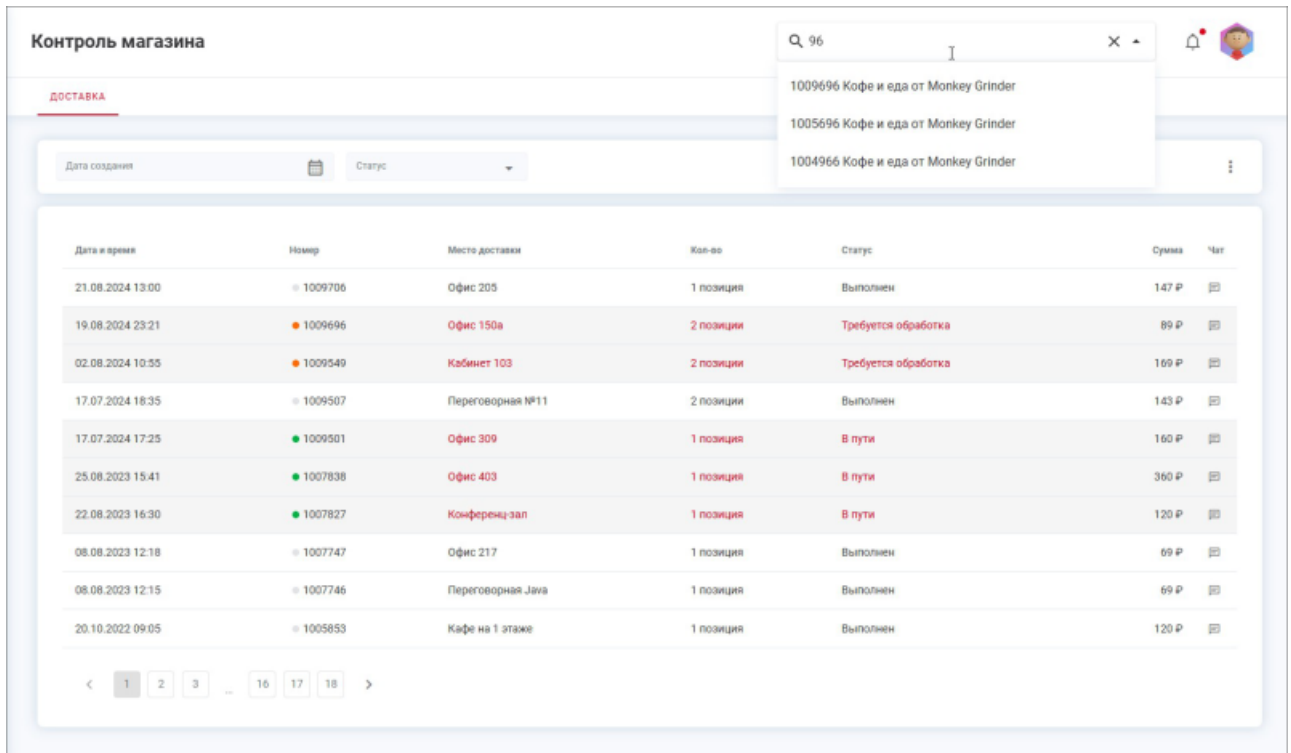 Контроль магазина
96
ДОСТАВКА
1009696 Кофе и еда от Monkey Grinder
1005696 Кофе и еда от Monkey Grinder
1004966 Кофе и еда от Monkey Grinder
Дата создания Статус
Дата и время Номер Место доставки Кол-во Статус Сумма Чат
21.08.2024 13:00 1009706 Офис 205 1 позиция Выполнен 147 ₽
19.08.2024 23:21 1009696 Офис 150а 2 позиции Требуется обработка 89 ₽
02.08.2024 10:55 1009549 Кабинет 103 2 позиции Требуется обработка 169 ₽
17.07.2024 18:35 1009507 Переговорная №11 2 позиции Выполнен 143 ₽
17.07.2024 17:25 1009501 Офис 309 1 позиция В пути 160 ₽
25.08.2023 15:41 1007838 Офис 403 1 позиция В пути 360 ₽
22.08.2023 16:30 1007827 Конференц-зал 1 позиция В пути 120 ₽
08.08.2023 12:18 1007747 Офис 217 1 позиция Выполнен 69 ₽
08.08.2023 12:15 1007746 Переговорная Java 1 позиция Выполнен 69 ₽
20.10.2022 09:05 1005853 Кафе на 1 этаже 1 позиция Выполнен 120 ₽
1 2 3 ... 16 17 18